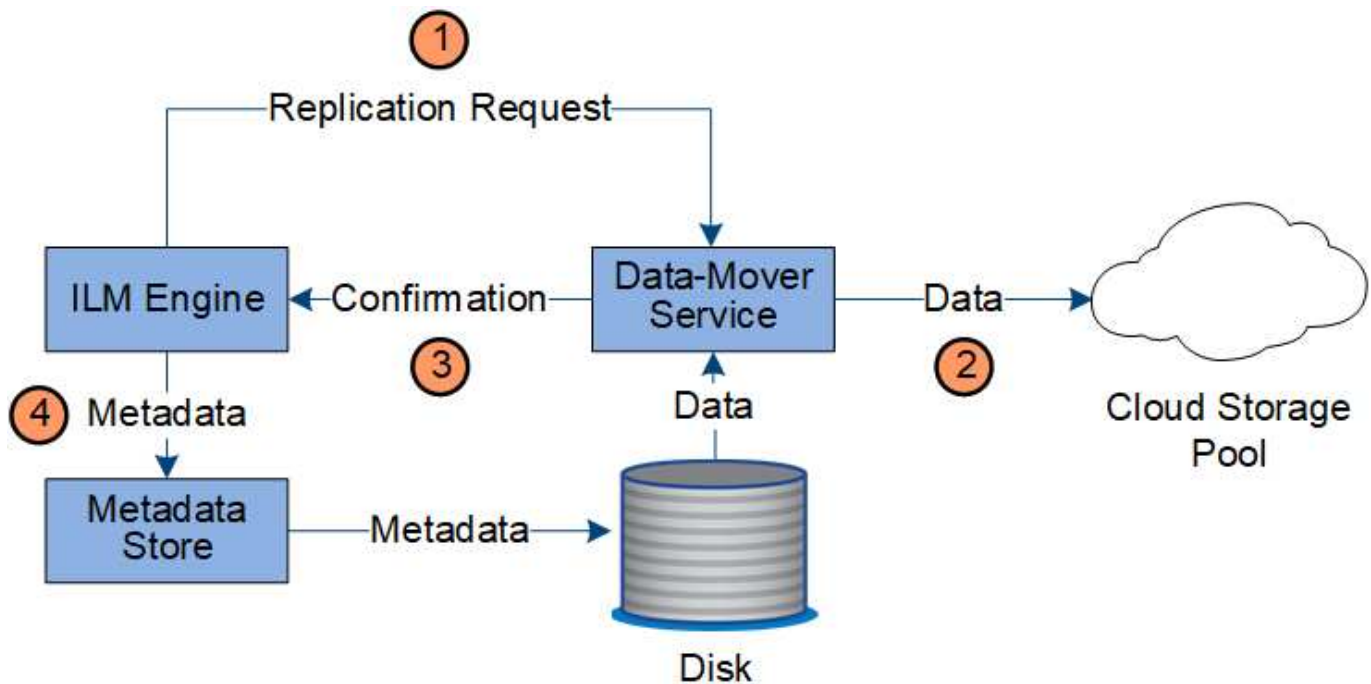 1
Replication Request
ILM Engine
Confirmation
Data-Mover
Service
Data
3
2
4
Metadata
Data
Cloud Storage
Pool
Metadata
Store
Metadata
Disk